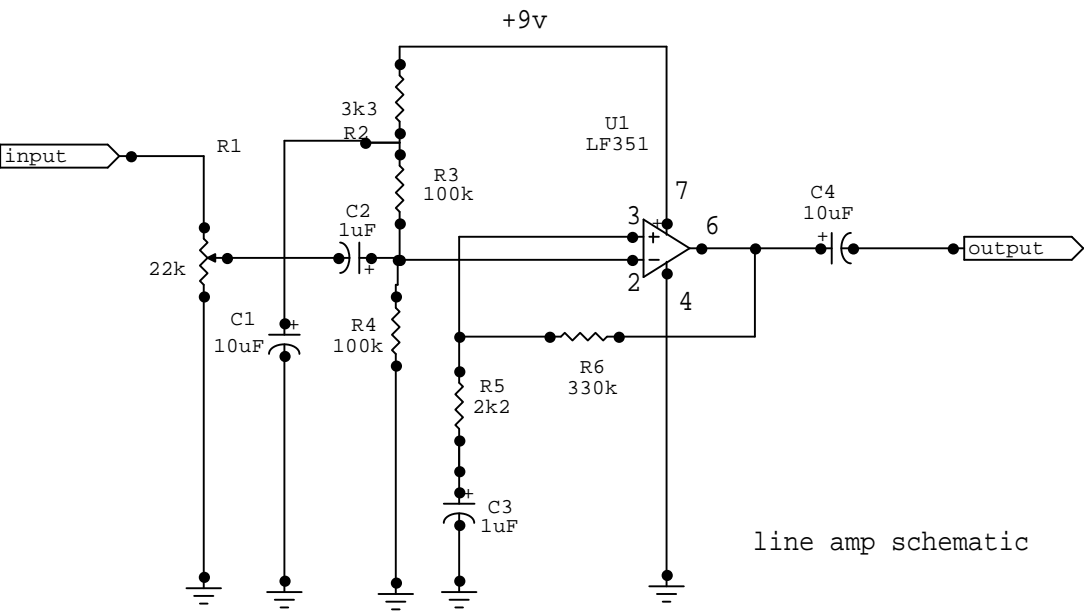 +9v
3k3
R2
U1
LF351
input
R1
R3
100k
7
C4
10uF
C2
1uF
3
+
6
+
+
22k
+
−
2
output
4
C1
+
10uF
R4
100k
R6
330k
R5
2k2
+
C3
1uF
line amp schematic